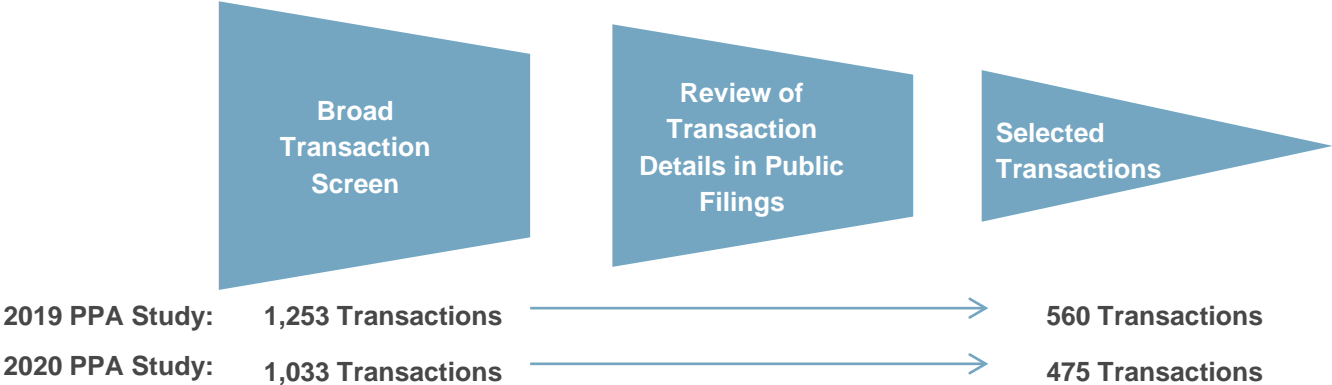 Broad
Transaction
Screen
Review of
Transaction
Details in Public
Filings
Selected
Transactions
2019 PPA Study: 1,253 Transactions 560 Transactions
2020 PPA Study: 1,033 Transactions 475 Transactions